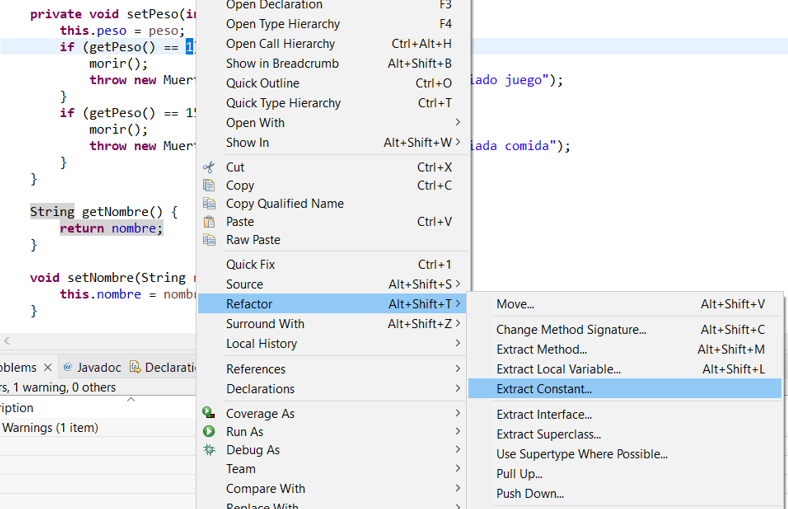 private void setPeso(in
this.peso = peso;
if (getPeso() == 1
morir();
throw new Muert
}
if (getPeso() == 15
morir();
throw new Muert
}
}
String getNombre() {
return nombre;
}
void setNombre(String n
this.nombre = nombr
}
iado juego");
iada comida");
Open Declaration F3
Open Type Hierarchy F4
Open Call Hierarchy Ctrl+Alt+H
Show in Breadcrumb Alt+Shift+B
Quick Outline Ctrl+O
Quick Type Hierarchy Ctrl+T
Open With
Show In Alt+Shift+W
Cut Ctrl+X
Copy Ctrl+C
Copy Qualified Name
Paste Ctrl+V
Raw Paste
Quick Fix Ctrl+1
Source Alt+Shift+S
Refactor Alt+Shift+T
Surround With Alt+Shift+Z
Local History
References
Declarations
Coverage As
Run As
Debug As
Team
Compare With
Replace With
Move... Alt+Shift+V
Change Method Signature... Alt+Shift+C
Extract Method... Alt+Shift+M
Extract Local Variable... Alt+Shift+L
Extract Constant...
Extract Interface...
Extract Superclass...
Use Supertype Where Possible...
Pull Up...
Push Down...
oblems Javadoc Declaratio
rs, 1 warning, 0 others
ription
Warnings (1 item)